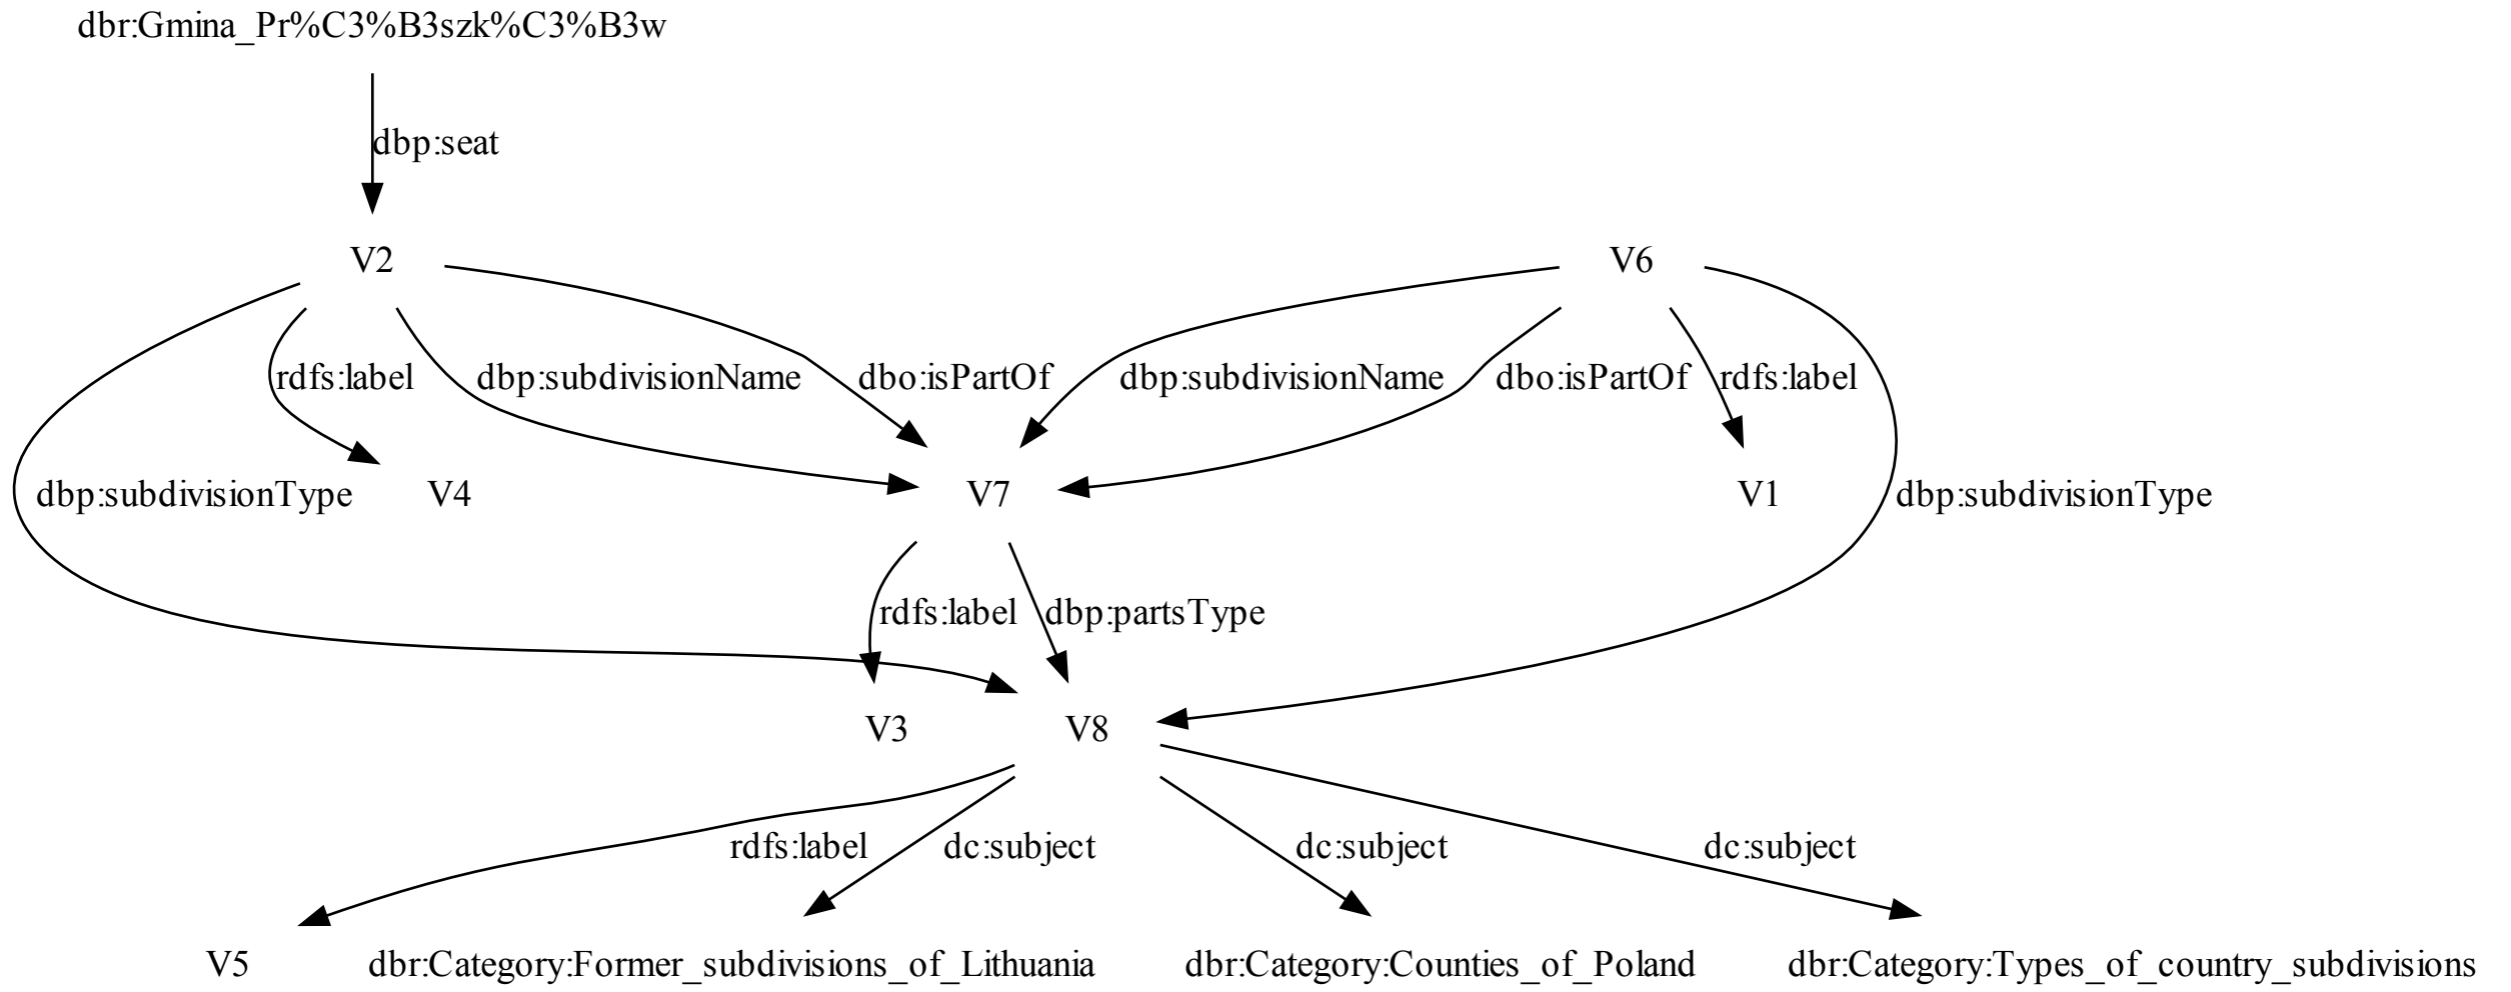 dbr:Gmina_Pr%C3%B3szk%C3%B3w
dbp:seat
V2
V6
rdfs:label
dbp:subdivisionName
dbo:isPartOf
dbp:subdivisionName
dbo:isPartOf
rdfs:label
dbp:subdivisionType
V4
V7
V1
dbp:subdivisionType
rdfs:label
dbp:partsType
V3
V8
rdfs:label
dc:subject
dc:subject
dc:subject
V5
dbr:Category:Former_subdivisions_of_Lithuania
dbr:Category:Counties_of_Poland
dbr:Category:Types_of_country_subdivisions